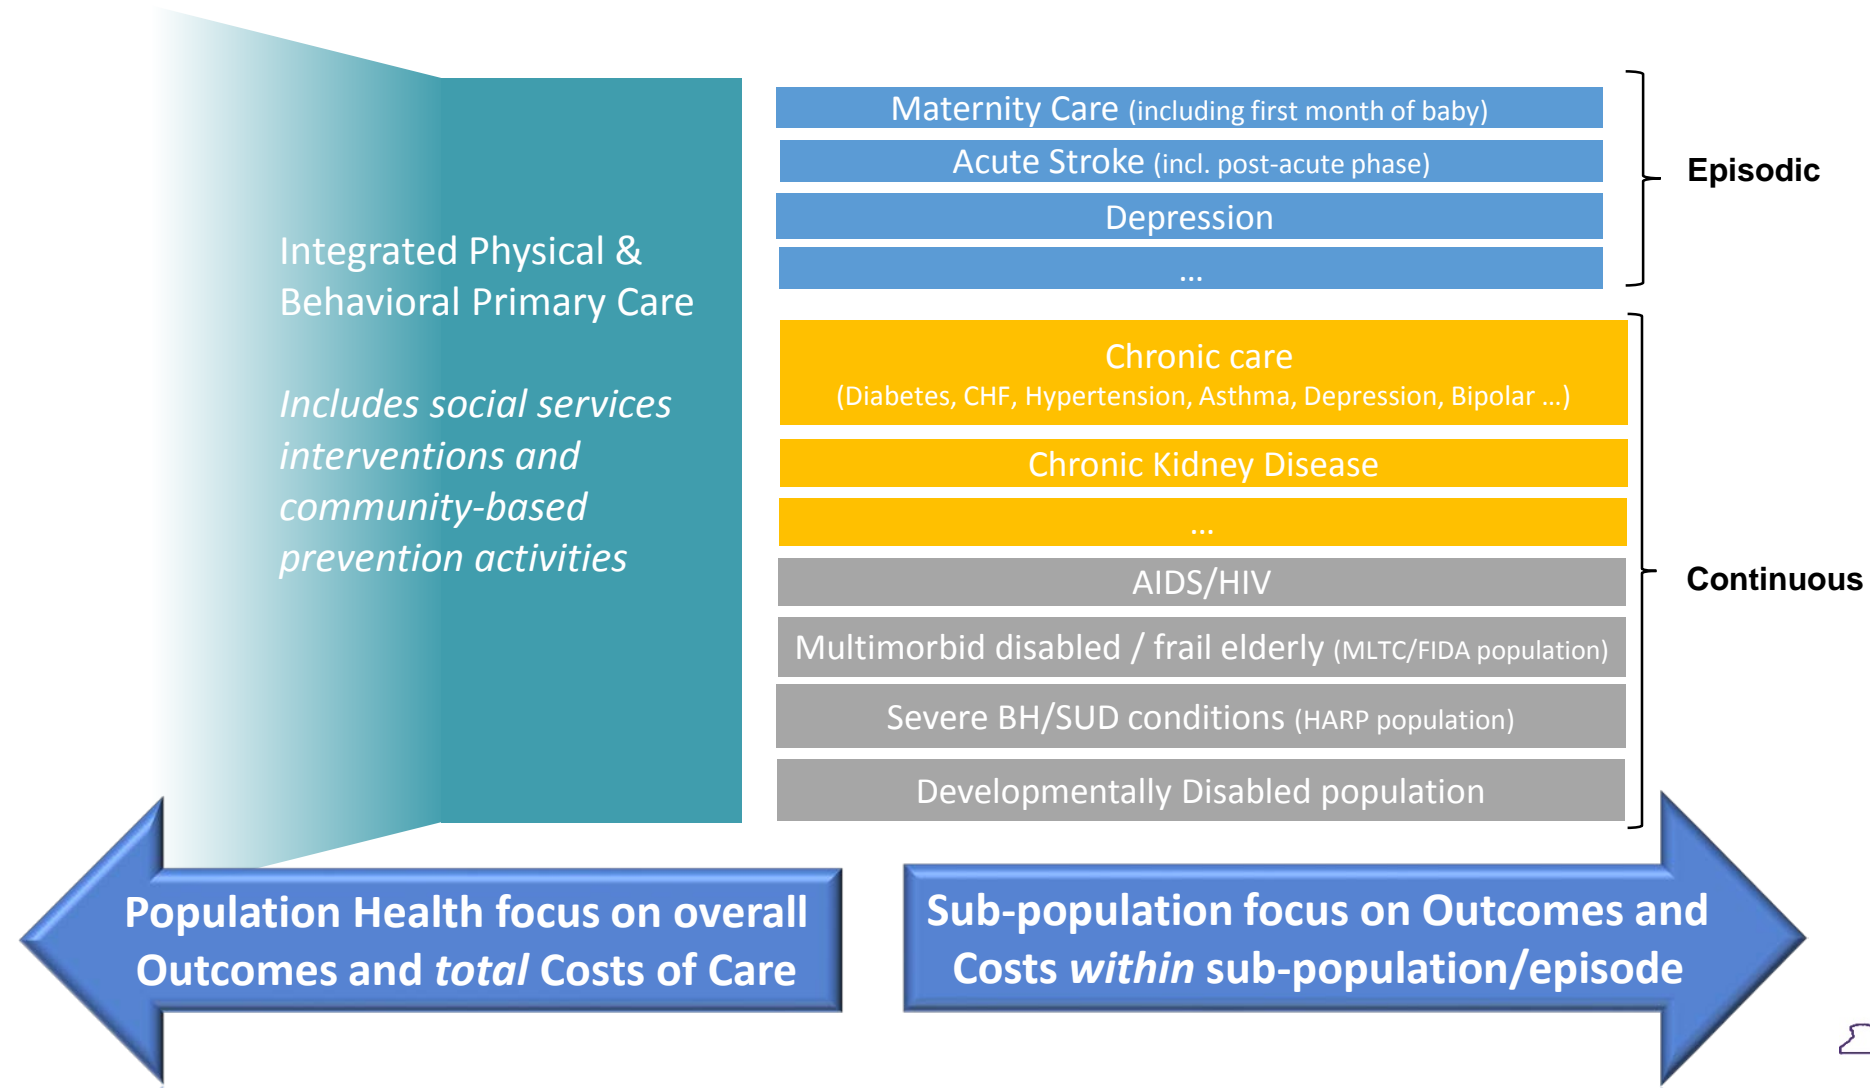 Integrated Physical &
Behavioral Primary Care
Includes social services
interventions and
community-based
prevention activities
Maternity Care (including first month of baby)
Acute Stroke (incl. post-acute phase)
Depression
...
Episodic
Chronic care
(Diabetes, CHF, Hypertension, Asthma, Depression, Bipolar ...)
Chronic Kidney Disease
...
AIDS/HIV
Multimorbid disabled / frail elderly (MLTC/FIDA population)
Severe BH/SUD conditions (HARP population)
Developmentally Disabled population
Continuous
Population Health focus on overall
Outcomes and total Costs of Care
Sub-population focus on Outcomes and
Costs within sub-population/episode